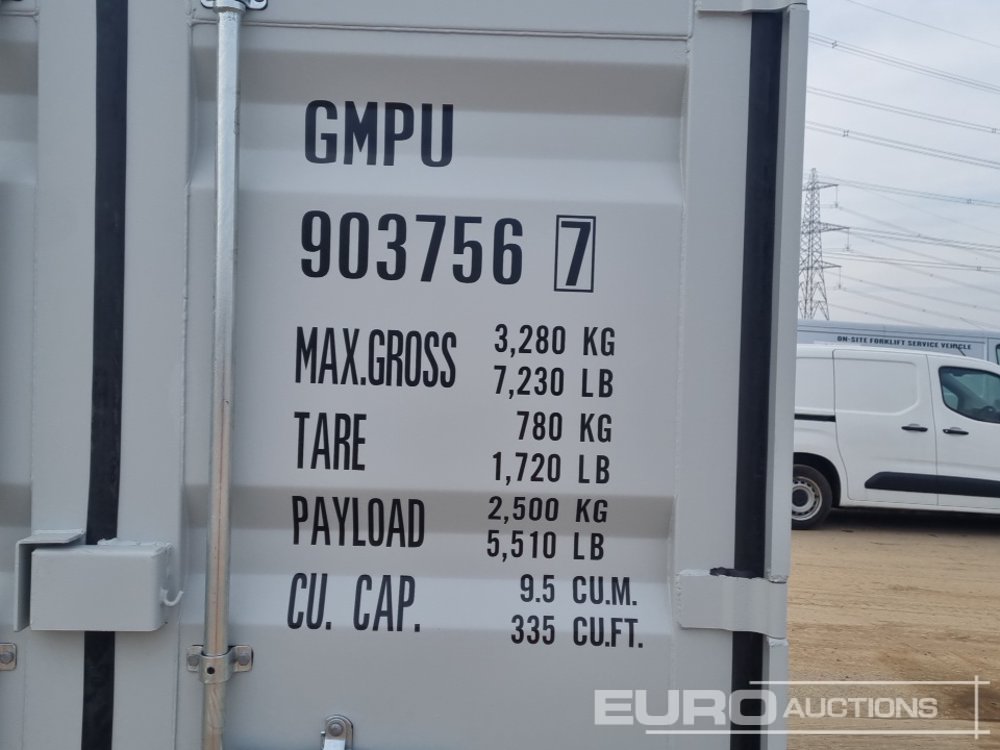 GMPU
903756 7
MAX.GROSS 3,280 KG
7,230 LB
TARE 780 KG
1,720 LB
PAYLOAD 2,500 KG
5,510 LB
CU. CAP. 9.5 CU.M.
335 CU.FT.
ON-SITE FORKLIFT SERVICE VEHICLE
EURO AUCTIONS